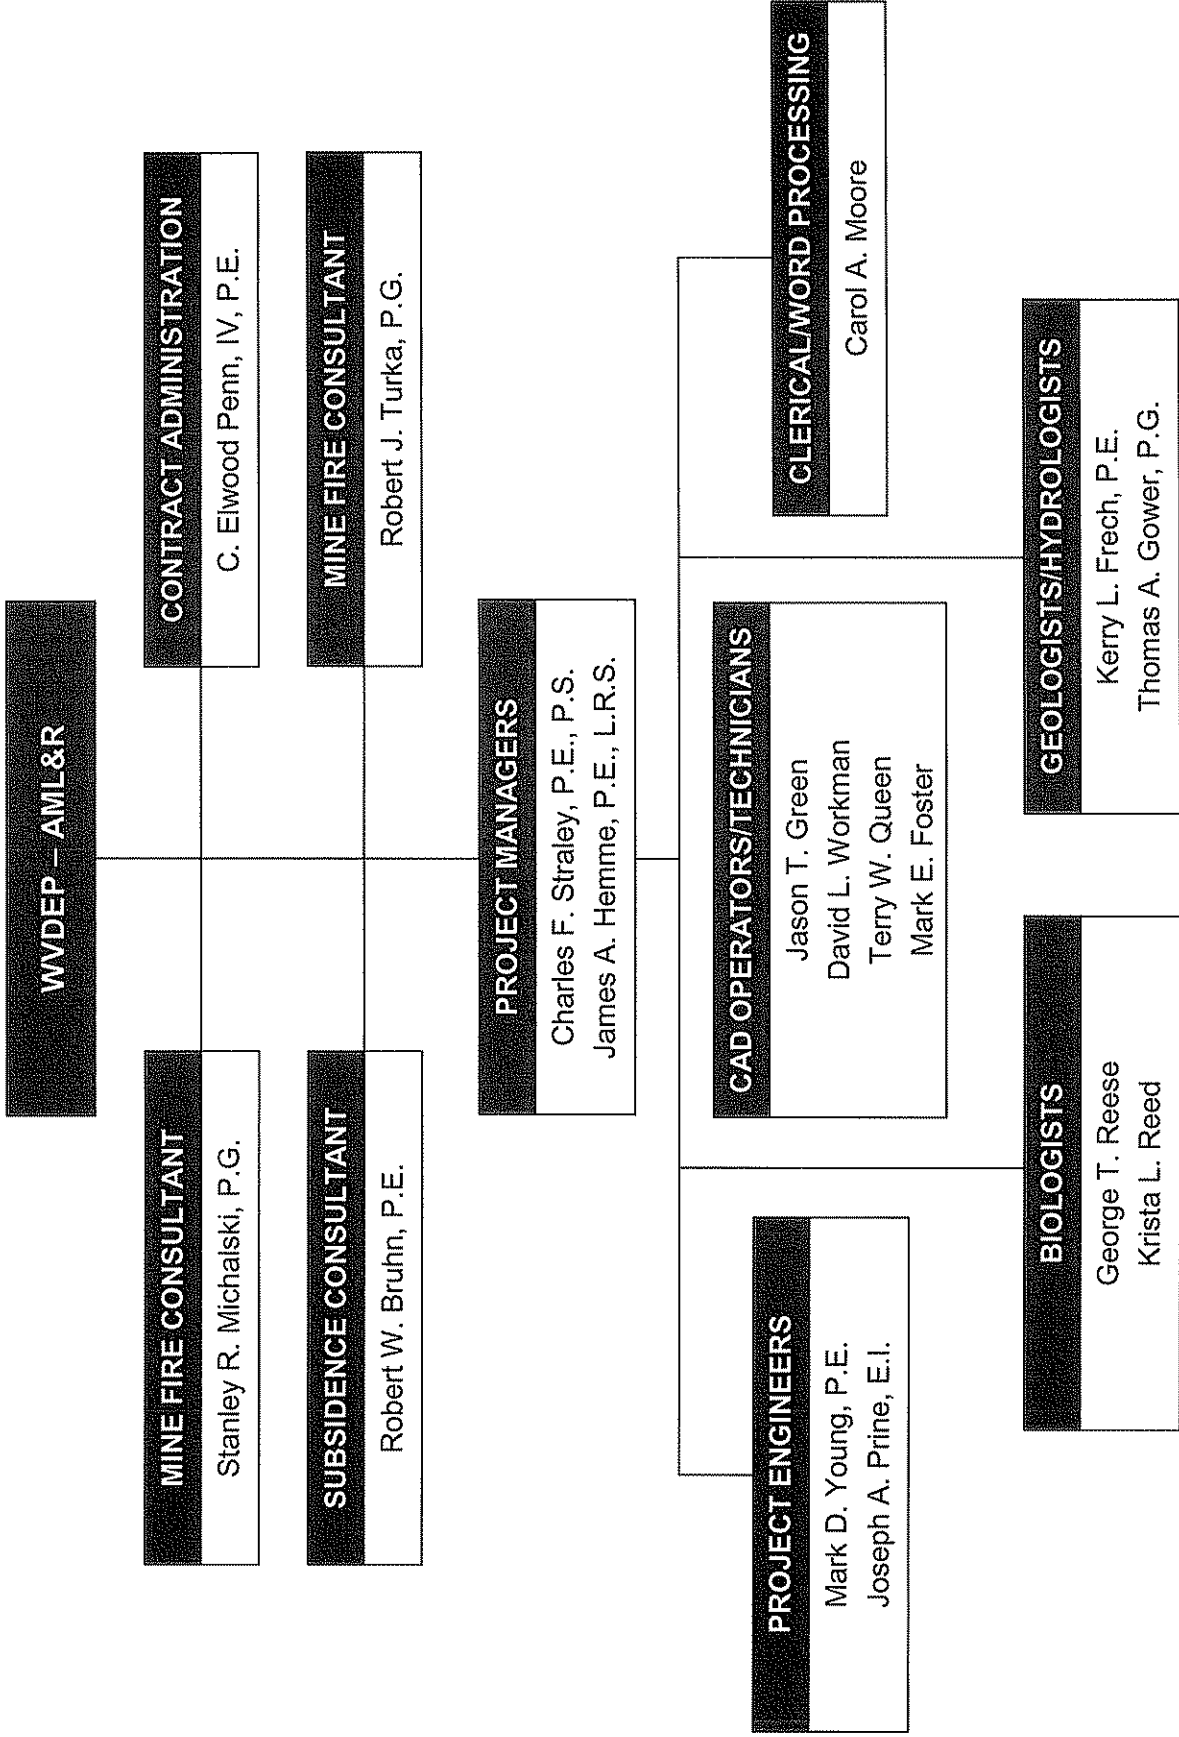 WVDEP – AML&R
MINE FIRE CONSULTANT
Stanley R. Michalski, P.G.
CONTRACT ADMINISTRATION
C. Elwood Penn, IV, P.E.
SUBSIDENCE CONSULTANT
Robert W. Bruhn, P.E.
MINE FIRE CONSULTANT
Robert J. Turka, P.G.
PROJECT MANAGERS
Charles F. Straley, P.E., P.S.
James A. Hemme, P.E., L.R.S.
PROJECT ENGINEERS
Mark D. Young, P.E.
Joseph A. Prine, E.I.
CAD OPERATORS/TECHNICIANS
Jason T. Green
David L. Workman
Terry W. Queen
Mark E. Foster
CLERICAL/WORD PROCESSING
Carol A. Moore
BIOLOGISTS
George T. Reese
Krista L. Reed
GEOLOGISTS/HYDROLOGISTS
Kerry L. Frech, P.E.
Thomas A. Gower, P.G.